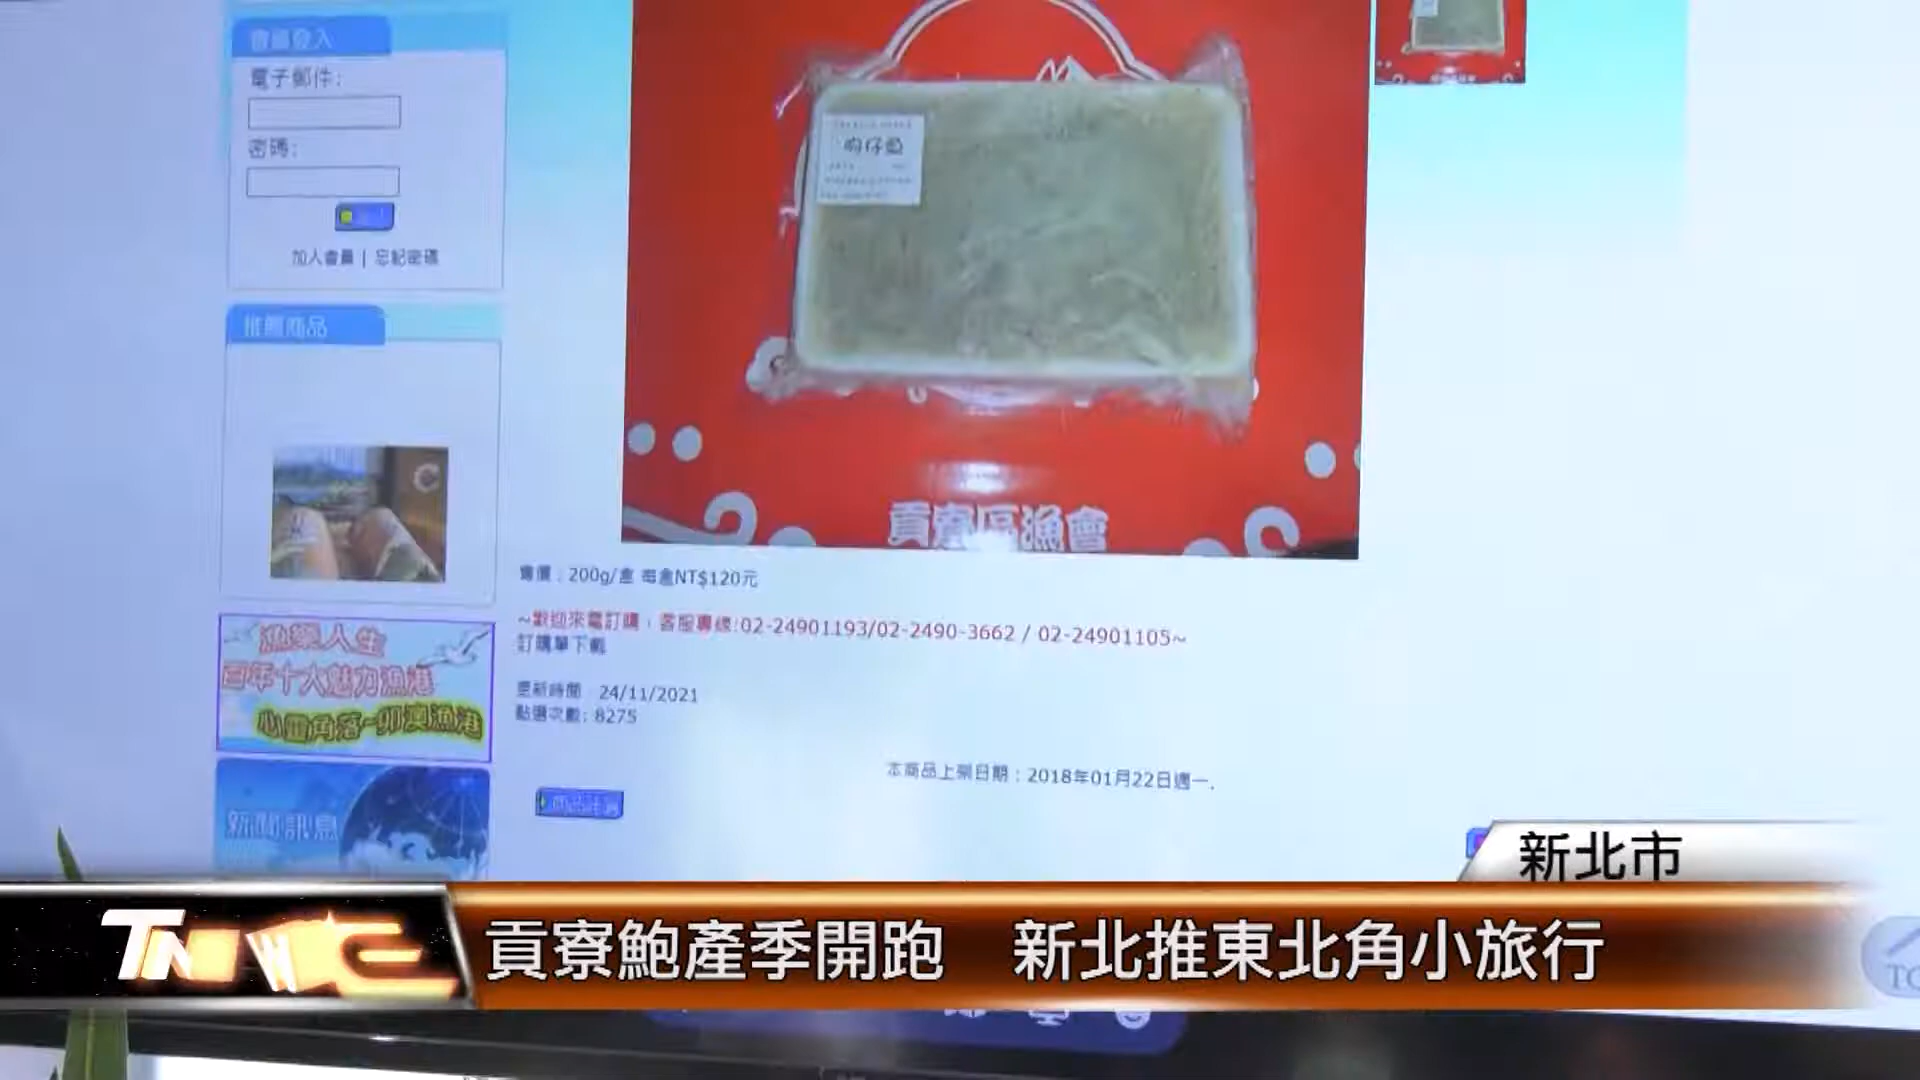 會員登入
電子郵件:
密碼:
加入會員 | 忘記密碼
推薦商品
漁樂人生
百年十大魅力漁港
心靈角落~卯澳漁港
新聞訊息
吻仔魚
貢寮區漁會
售價：200g/盒 每盒NT$120元
~歡迎來電訂購，客服專線:02-24901193/02-2490-3662 / 02-24901105~
訂購單下載
更新時間 : 24/11/2021
點選次數: 8275
本商品上架日期：2018年01月22日週一.
新北市
貢寮鮑產季開跑 新北推東北角小旅行